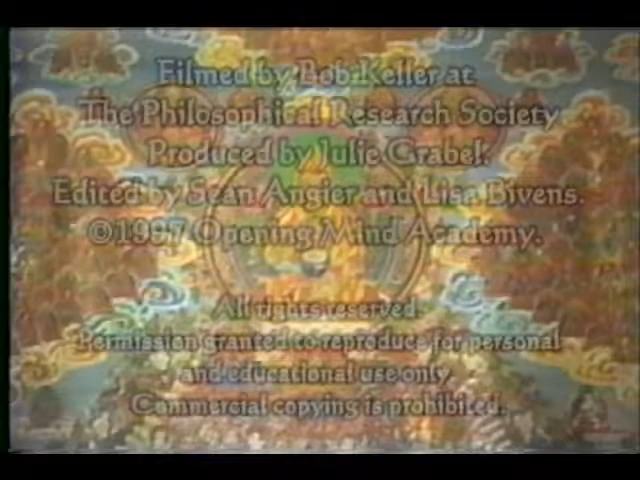 Filmed by Bob Keller at
The Philosophical Research Society
Produced by Julie Grabel.
Edited by Sean Angier and Lisa Bivens.
©1997 Opening Mind Academy.
All rights reserved
Permission granted to reproduce for personal
and educational use only
Commercial copying is prohibited.